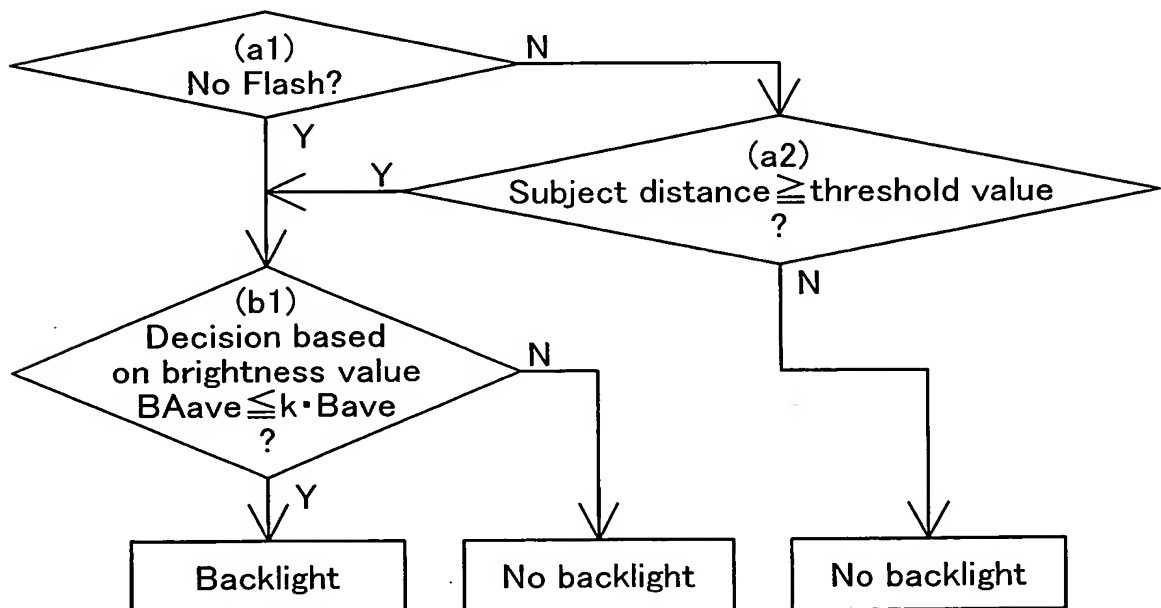 (a1)
No Flash?
N
Y
(a2)
Subject distance≧threshold value
?
Y
N
(b1)
Decision based
on brightness value
BAave≦k・Bave
?
N
Y
Backlight
No backlight
No backlight